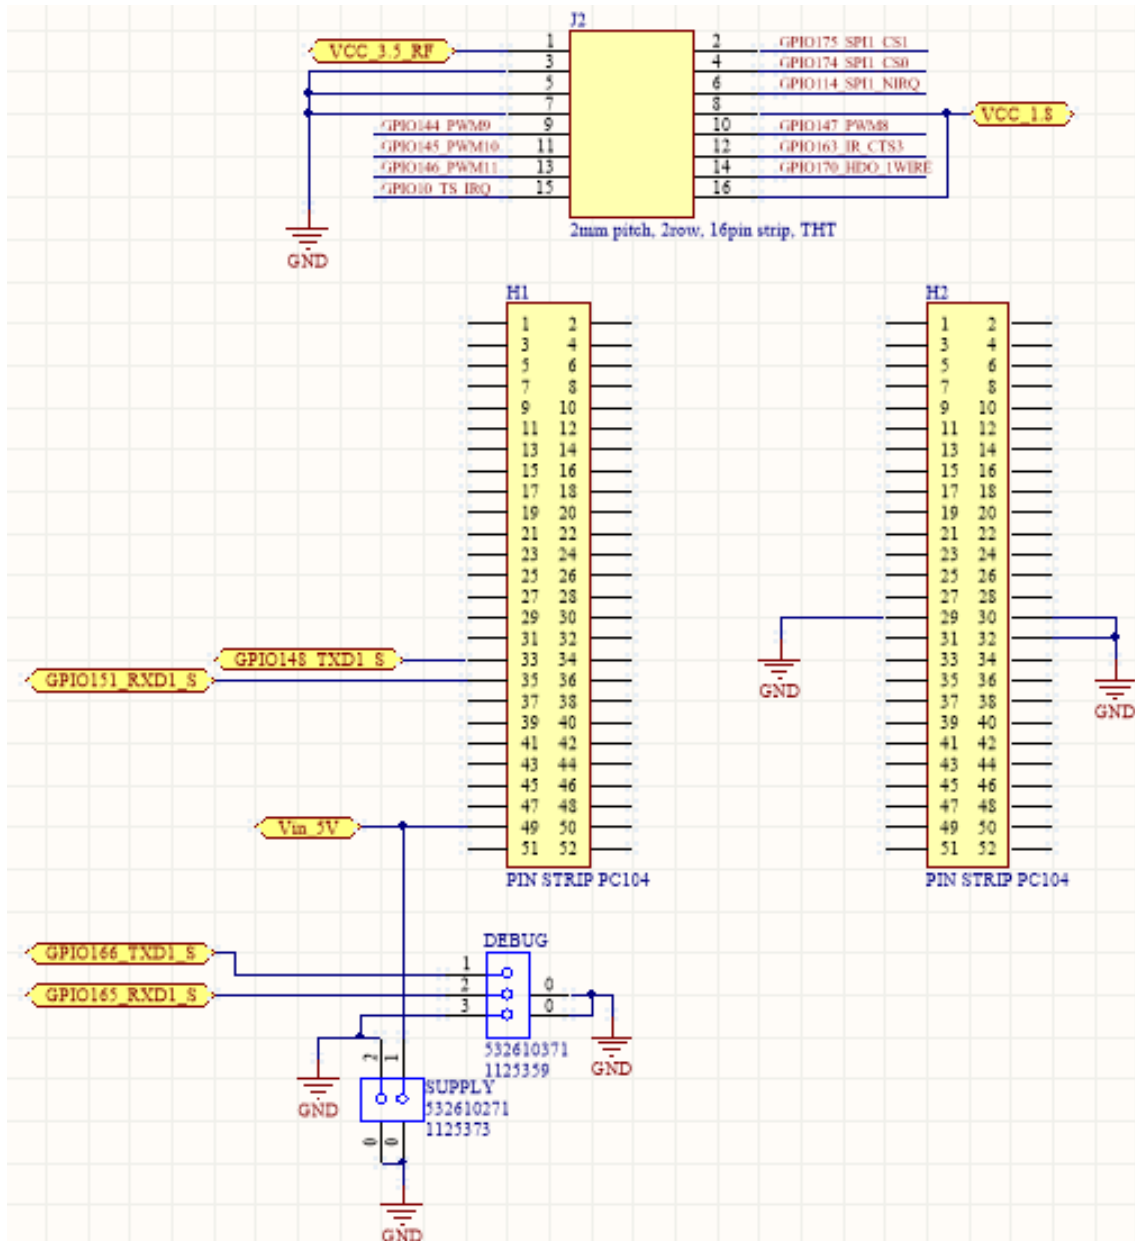 J2
VCC_3.5_RF 1 2 GPIO175_SPI1_CS1
3 4 GPIO174_SPI1_CS0
5 6 GPIO114_SPI1_NIRQ
7 8 VCC_1.8
GPIO144_PWM9 9 10 GPIO147_PWM8
GPIO145_PWM10 11 12 GPIO163_IR_CTS3
GPIO146_PWM11 13 14 GPIO170_HDO_1WIRE
GPIO10_TS_IRQ 15 16
2mm pitch, 2row, 16pin strip, THT
GND
H1 H2
1 2 1 2
3 4 3 4
5 6 5 6
7 8 7 8
9 10 9 10
11 12 11 12
13 14 13 14
15 16 15 16
17 18 17 18
19 20 19 20
21 22 21 22
23 24 23 24
25 26 25 26
27 28 27 28
29 30 29 30
31 32 31 32
GPIO148_TXD1_S 33 34 33 34
GPIO151_RXD1_S 35 36 35 36
GND GND
37 38 37 38
39 40 39 40
41 42 41 42
43 44 43 44
45 46 45 46
47 48 47 48
Vin_5V 49 50 49 50
51 52 51 52
PIN STRIP PC104 PIN STRIP PC104
DEBUG
GPIO166_TXD1_S 1
GPIO165_RXD1_S 2 0
3 0
532610371
1125359
GND
2 1
GND
SUPPLY
532610271
1125373
0 0
GND